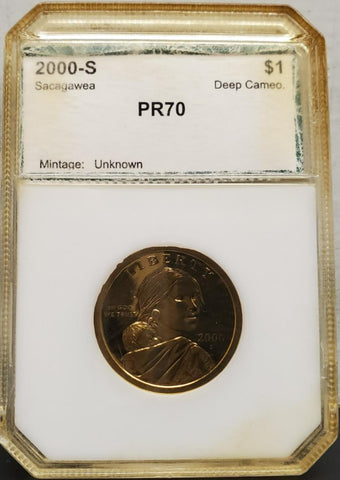 2000-S $1
Sacagawea Deep Cameo.
PR70
Mintage: Unknown
LIBERTY
IN GOD
WE TRUST
2000
S